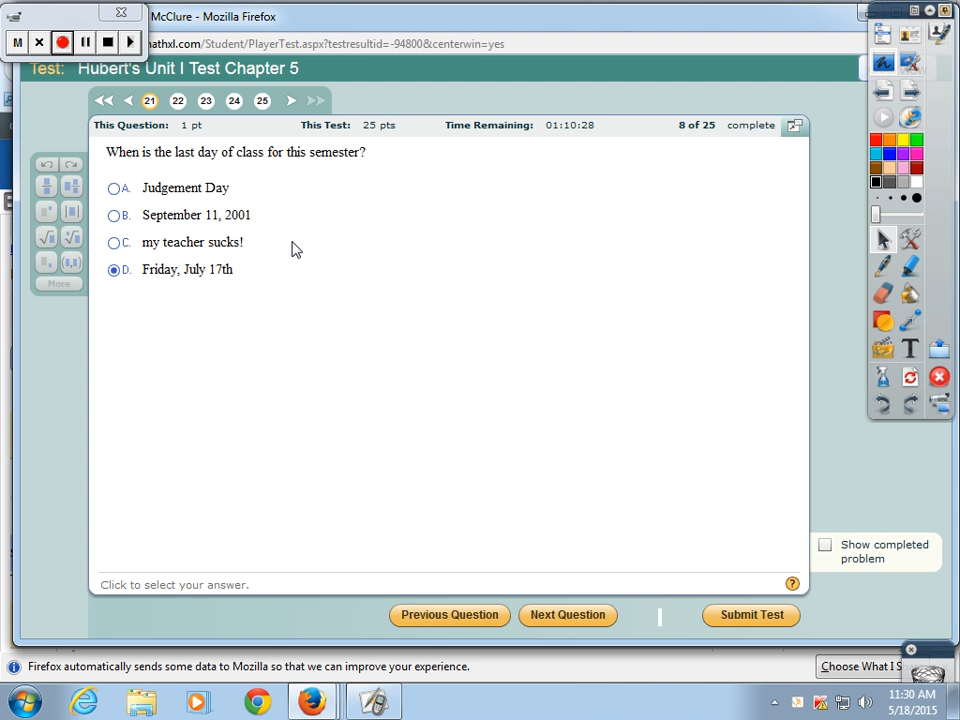 McClure - Mozilla Firefox
M
mathxl.com/Student/PlayerTest.aspx?testresultid=-94800&centerwin=yes
Test: Hubert's Unit I Test Chapter 5
21 22 23 24 25
This Question: 1 pt This Test: 25 pts Time Remaining: 01:10:28 8 of 25 complete
When is the last day of class for this semester?
A. Judgement Day
B. September 11, 2001
C. my teacher sucks!
D. Friday, July 17th
More
Show completed
problem
Click to select your answer.
?
Previous Question Next Question Submit Test
Firefox automatically sends some data to Mozilla so that we can improve your experience.
Choose What I S
11:30 AM
5/18/2015